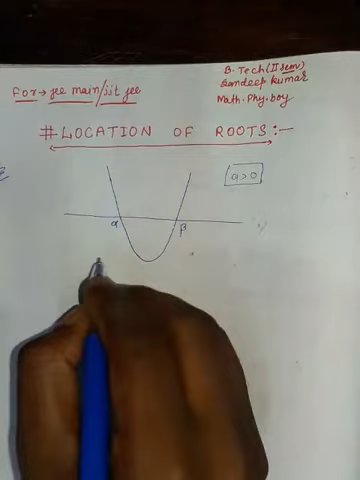 B. Tech (II sem)
For → jee main/iit jee
Sandeep kumar
Math. Phy. boy
# LOCATION OF ROOTS :-
a > 0
α β